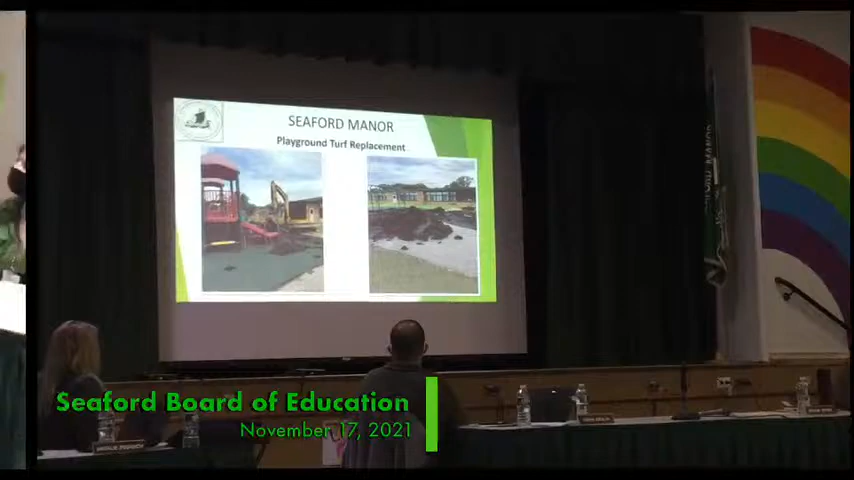 SEAFORD MANOR
Playground Turf Replacement
Seaford Board of Education
November 17, 2021